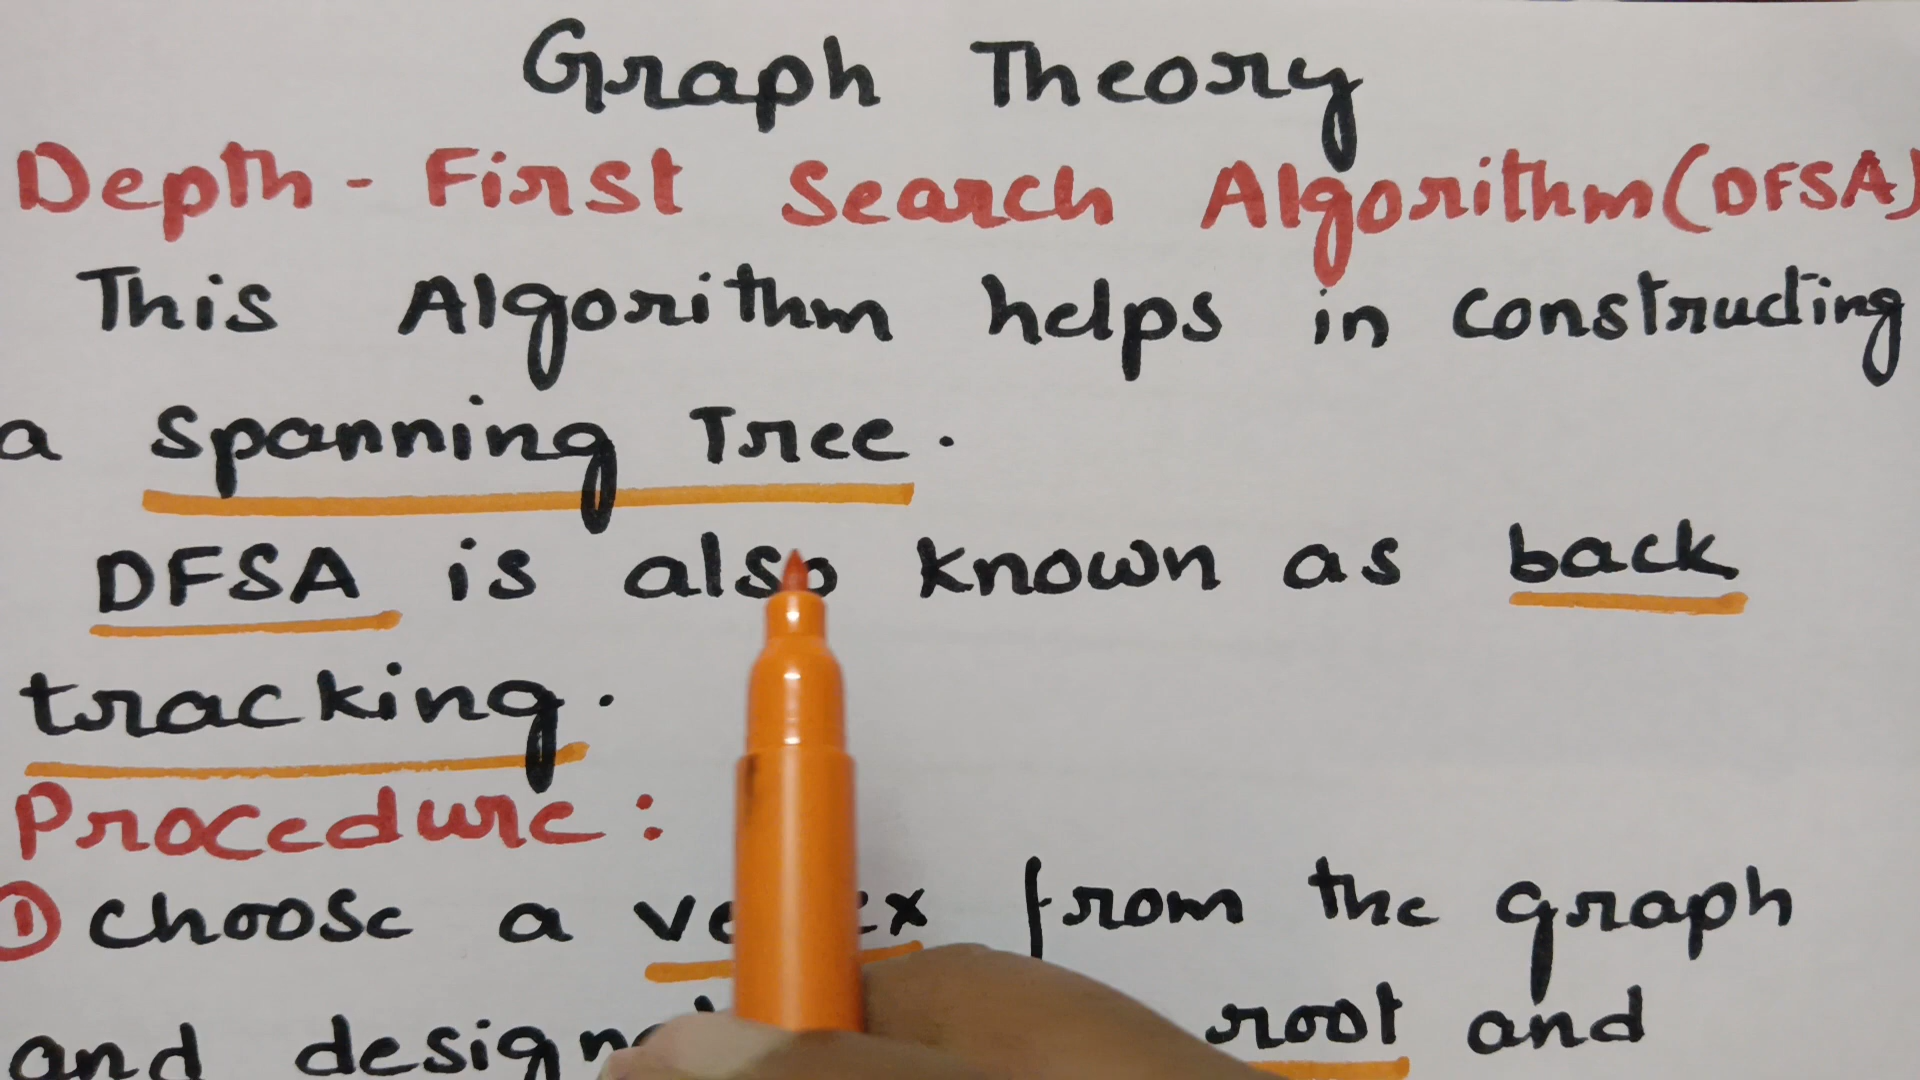 Graph Theory
Depth-First Search Algorithm (DFSA)
This Algorithm helps in constructing
a Spanning Tree.
DFSA is also known as back
tracking.
Procedure:
① Choose a from the graph
and root and